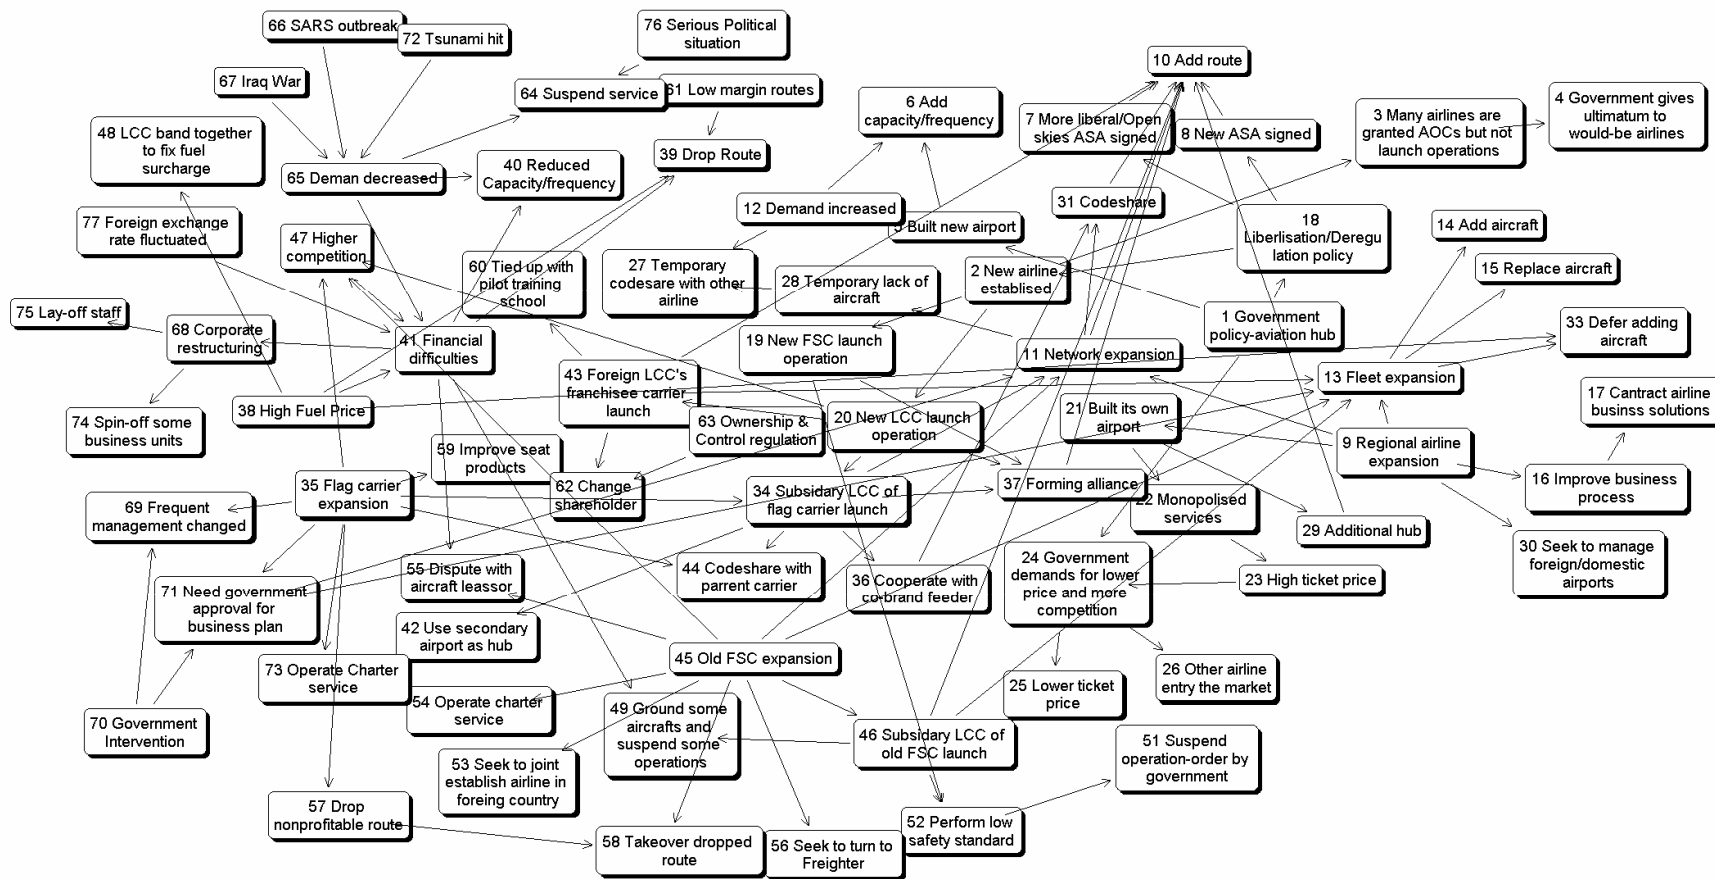 66 SARS outbreak
72 Tsunami hit
76 Serious Political
situation
10 Add route
67 Iraq War
64 Suspend service
61 Low margin routes
6 Add
capacity/frequency
7 More liberal/Open
skies ASA signed
8 New ASA signed
3 Many airlines are
granted AOCs but not
launch operations
4 Government gives
ultimatum to
would-be airlines
48 LCC band together
to fix fuel
surcharge
65 Deman decreased
40 Reduced
Capacity/frequency
39 Drop Route
12 Demand increased
31 Codeshare
77 Foreign exchange
rate fluctuated
47 Higher
competition
60 Tied up with
pilot training
school
27 Temporary
codesare with other
airline
28 Temporary lack of
aircraft
5 Built new airport
2 New airline
establised
18
Liberlisation/Deregu
lation policy
14 Add aircraft
15 Replace aircraft
75 Lay-off staff
68 Corporate
restructuring
41 Financial
difficulties
19 New FSC launch
operation
11 Network expansion
1 Government
policy-aviation hub
33 Defer adding
aircraft
43 Foreign LCC's
franchisee carrier
launch
13 Fleet expansion
74 Spin-off some
business units
38 High Fuel Price
63 Ownership &
Control regulation
20 New LCC launch
operation
21 Built its own
airport
17 Cantract airline
businss solutions
59 Improve seat
products
9 Regional airline
expansion
35 Flag carrier
expansion
62 Change
shareholder
34 Subsidary LCC of
flag carrier launch
37 Forming alliance
22 Monopolised
services
16 Improve business
process
69 Frequent
management changed
29 Additional hub
30 Seek to manage
foreign/domestic
airports
71 Need government
approval for
business plan
55 Dispute with
aircraft leassor
44 Codeshare with
parrent carrier
36 Cooperate with
co-brand feeder
24 Government
demands for lower
price and more
competition
23 High ticket price
42 Use secondary
airport as hub
45 Old FSC expansion
73 Operate Charter
service
54 Operate charter
service
25 Lower ticket
price
26 Other airline
entry the market
70 Government
Intervention
49 Ground some
aircrafts and
suspend some
operations
46 Subsidary LCC of
old FSC launch
51 Suspend
operation-order by
government
53 Seek to joint
establish airline in
foreing country
57 Drop
nonprofitable route
58 Takeover dropped
route
56 Seek to turn to
Freighter
52 Perform low
safety standard